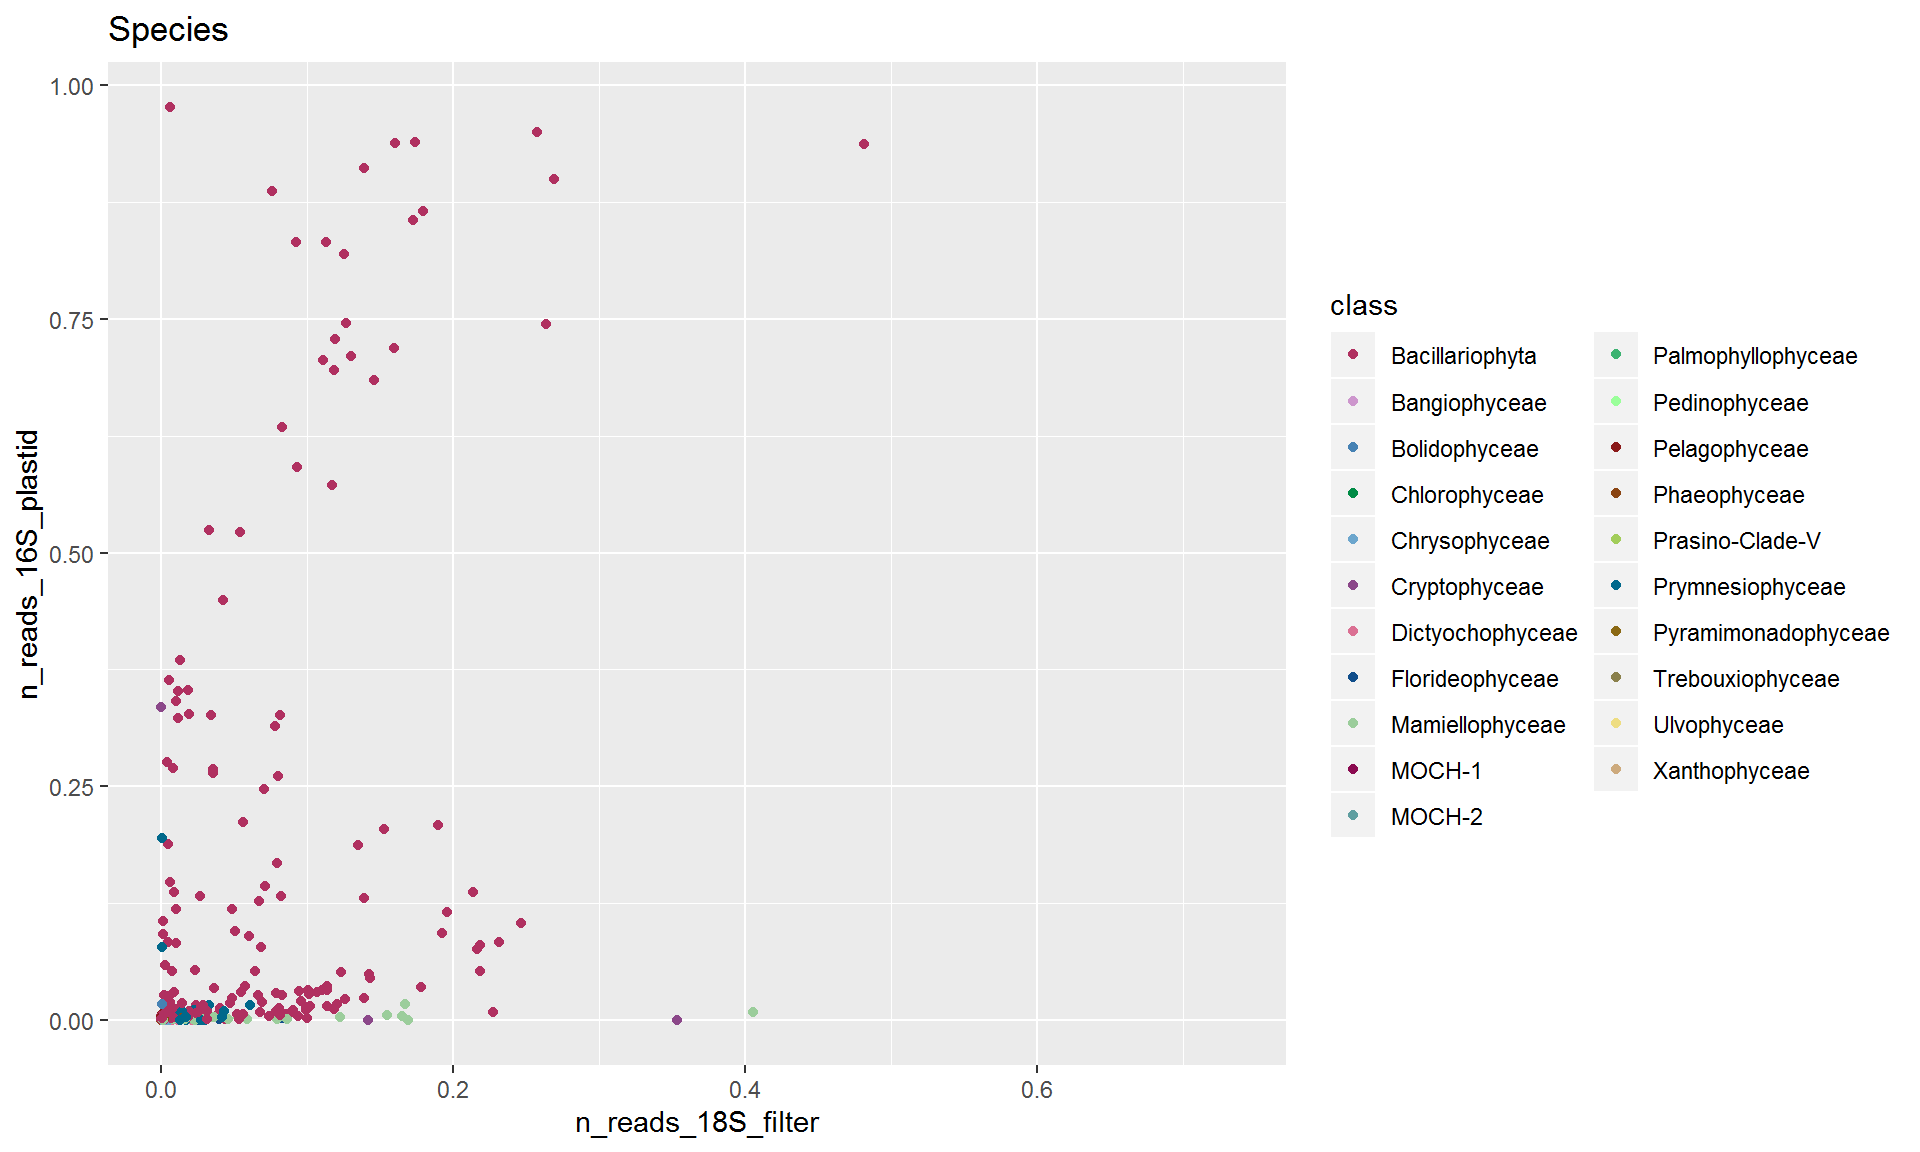 Species
1.00
0.75
0.50
0.25
0.00
n_reads_16S_plastid
0.0 0.2 0.4 0.6
n_reads_18S_filter
class
Bacillariophyta
Bangiophyceae
Bolidophyceae
Chlorophyceae
Chrysophyceae
Cryptophyceae
Dictyochophyceae
Florideophyceae
Mamiellophyceae
MOCH-1
MOCH-2
Palmophyllophyceae
Pedinophyceae
Pelagophyceae
Phaeophyceae
Prasino-Clade-V
Prymnesiophyceae
Pyramimonadophyceae
Trebouxiophyceae
Ulvophyceae
Xanthophyceae